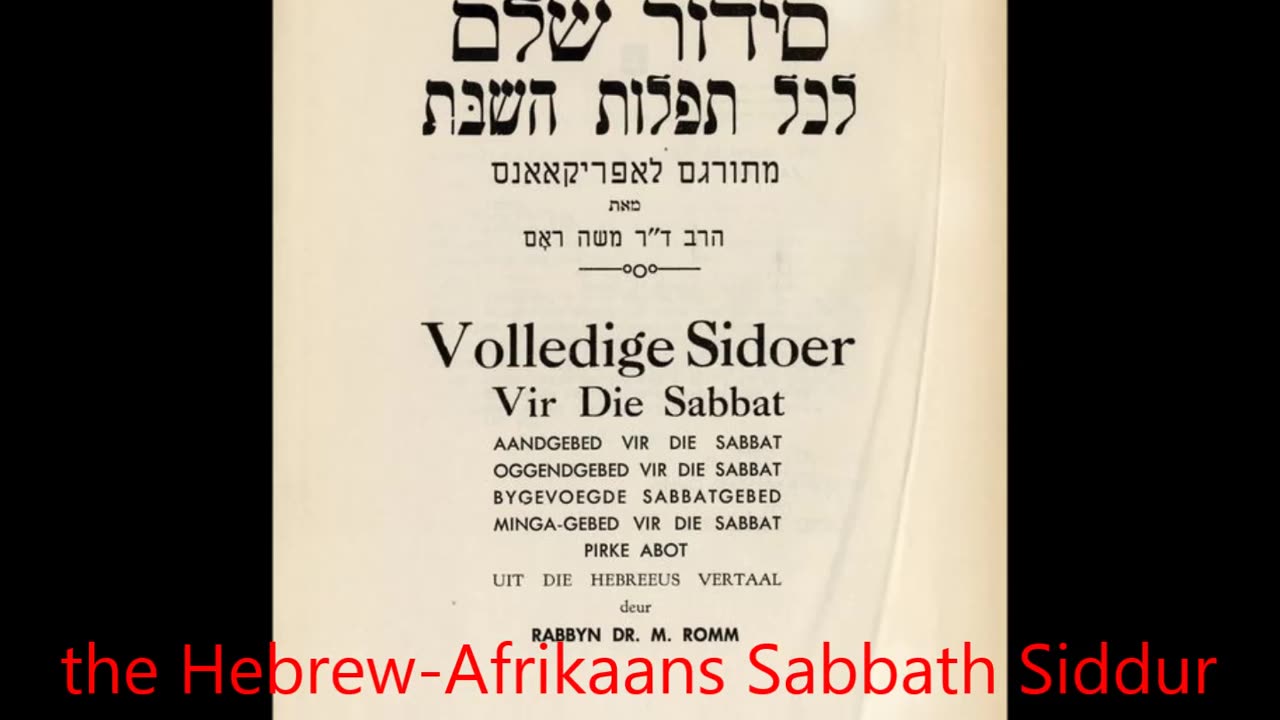 סידור שלם
לכל תפלות השבת
מתורגם לאפריקאאנס
מאת
הרב ד״ר משה ראָם
Volledige Sidoer
Vir Die Sabbat
AANDGEBED VIR DIE SABBAT
OGGENDGEBED VIR DIE SABBAT
BYGEVOEGDE SABBATGEBED
MINGA-GEBED VIR DIE SABBAT
PIRKE ABOT
UIT DIE HEBREEUS VERTAAL
deur
RABBYN DR. M. ROMM
the Hebrew-Afrikaans Sabbath Siddur